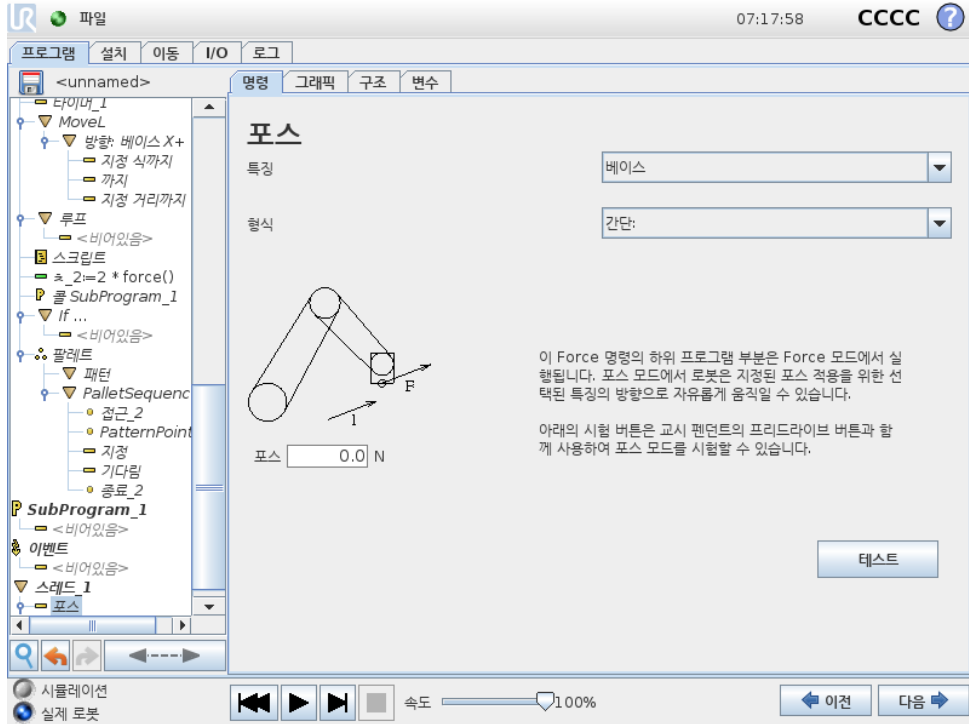 UR 파일 07:17:58 CCCC ?
프로그램 설치 이동 I/O 로그
<unnamed>
명령 그래픽 구조 변수
타이머_1
MoveL
방향: 베이스 X+
지정 식까지
까지
지정 거리까지
루프
<비어있음>
스크립트
ㅊ_2:=2 * force()
P 콜 SubProgram_1
If ...
<비어있음>
팔레트
패턴
PalletSequenc
접근_2
PatternPoint
지정
기다림
종료_2
P SubProgram_1
<비어있음>
이벤트
<비어있음>
스레드_1
포스
포스
특징 베이스
형식 간단:
F
1
포스 0.0 N
이 Force 명령의 하위 프로그램 부분은 Force 모드에서 실
행됩니다. 포스 모드에서 로봇은 지정된 포스 적용을 위한 선
택된 특징의 방향으로 자유롭게 움직일 수 있습니다.
아래의 시험 버튼은 교시 펜던트의 프리드라이브 버튼과 함
께 사용하여 포스 모드를 시험할 수 있습니다.
테스트
시뮬레이션
실제 로봇
속도 100%
이전 다음